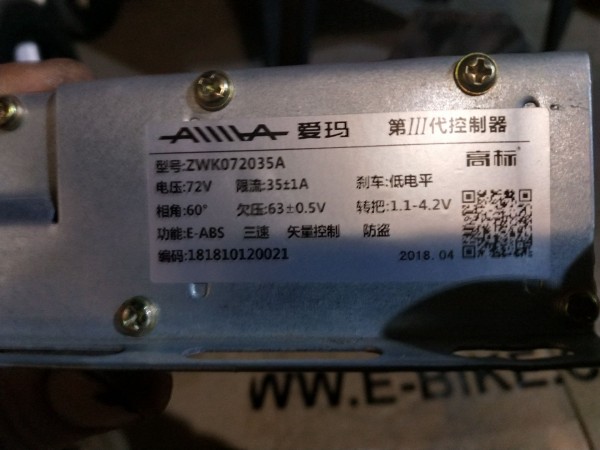 AIMA 爱玛 第III代控制器
型号:ZWK072035A 高标
电压:72V 限流:35±1A 刹车:低电平
相角:60° 欠压:63±0.5V 转把:1.1-4.2V
功能:E-ABS 三速 矢量控制 防盗
编码:181810120021 2018.04
WW.E-BIKE.C